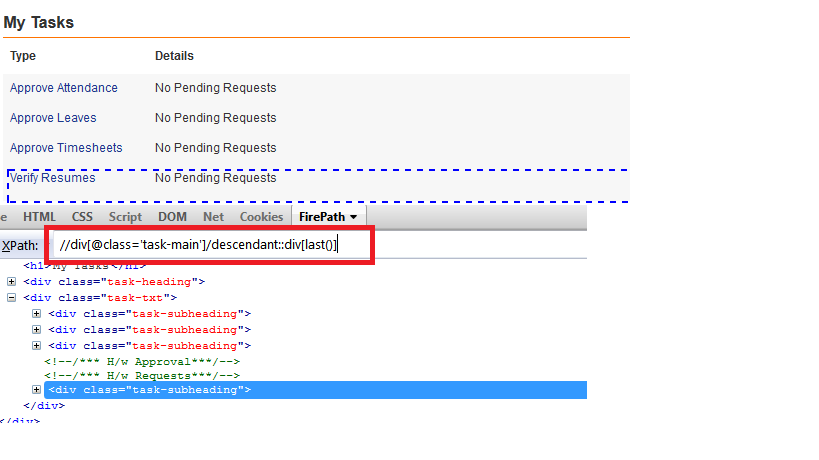 My Tasks
Type Details
Approve Attendance No Pending Requests
Approve Leaves No Pending Requests
Approve Timesheets No Pending Requests
Verify Resumes No Pending Requests
e HTML CSS Script DOM Net Cookies FirePath
XPath: //div[@class='task-main']/descendant::div[last()]
<h1>My Tasks</h1>
<div class="task-heading">
<div class="task-txt">
<div class="task-subheading">
<div class="task-subheading">
<div class="task-subheading">
<!--/*** H/w Approval***/-->
<!--/*** H/w Requests***/-->
<div class="task-subheading">
</div>
</div>